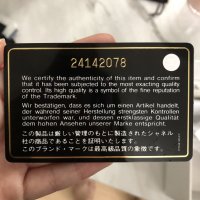 24142078
We certify the authenticity of this item and confirm
that it has been subjected to the most exacting quality
control. Its high quality is a symbol of the fine reputation
of the Trademark.
Wir bestätigen, dass es sich um einen Artikel handelt,
der während seiner Herstellung strengsten Kontrollen
unterworfen war, und dessen erstklassige Qualität
dem hohen Ansehen unserer Marke entspricht.
この製品は厳しい管理のもとに製造されたシャネル社
の商品であることを証明いたします。
このブランド・マークは最高級品質の象徴です。